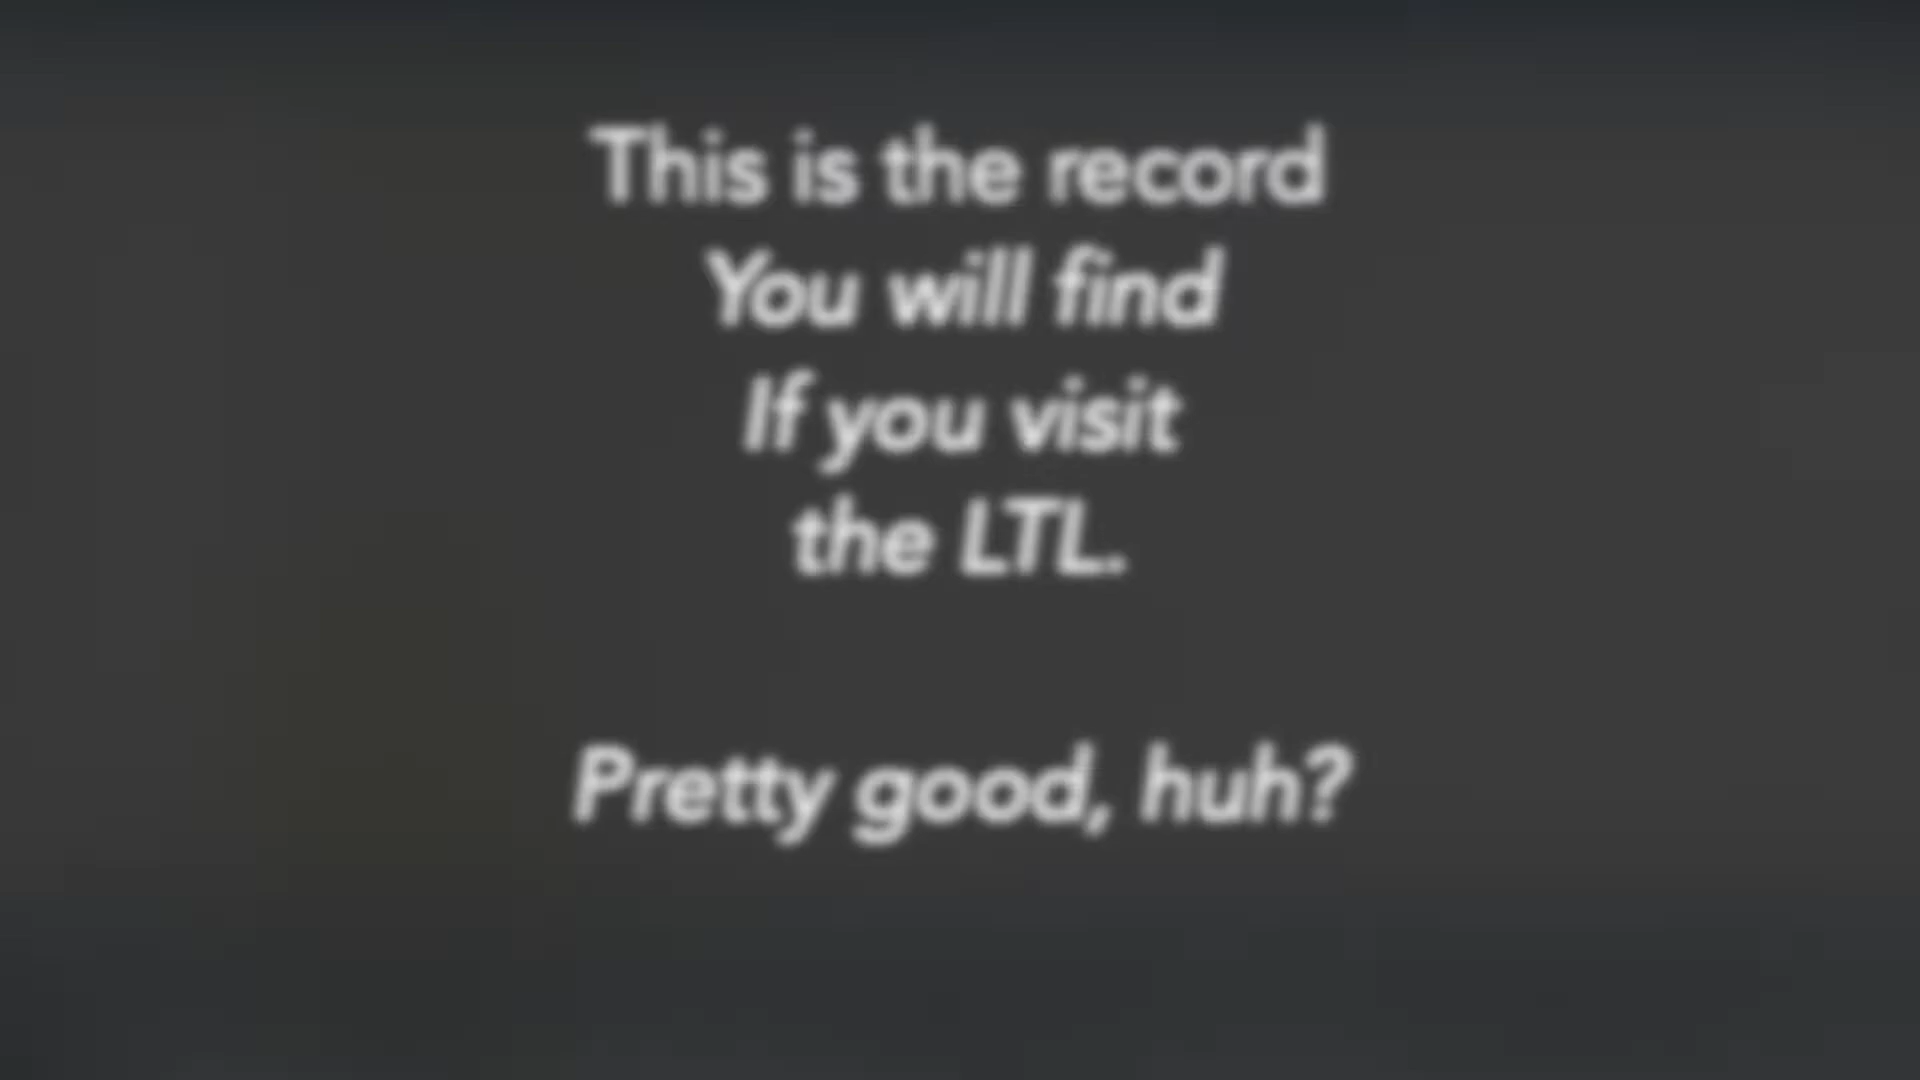 This is the record
You will find
If you visit
the LTL.
Pretty good, huh?